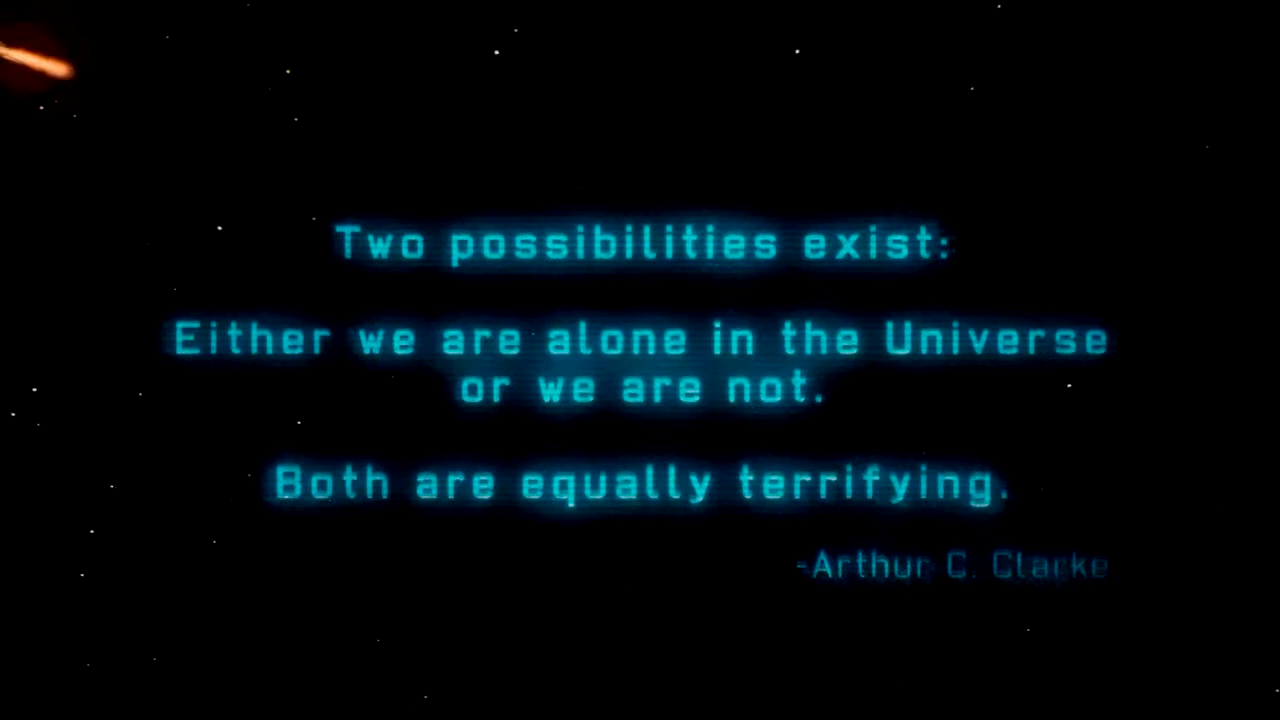 Two possibilities exist:
Either we are alone in the Universe
or we are not.
Both are equally terrifying.
-Arthur C. Clarke